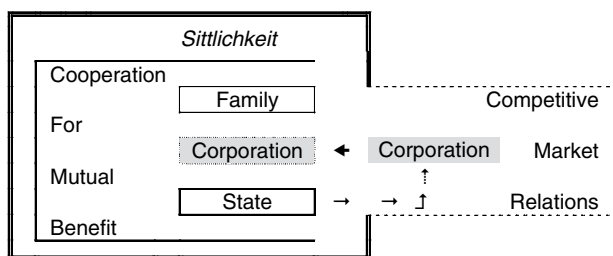 Sittlichkeit
Cooperation
Family
Competitive
For
Corporation
Corporation
Market
Mutual
State
Relations
Benefit